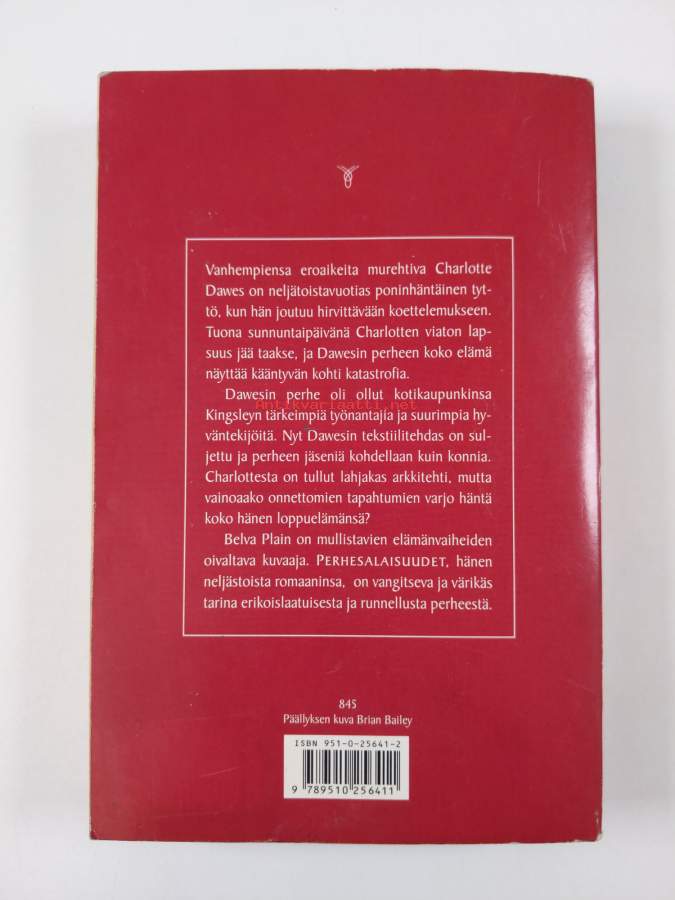 Vanhempiensa eroaikeita murehtiva Charlotte
Dawes on neljätoistavuotias poninhäntäinen tyt-
tö, kun hän joutuu hirvittävään koettelemukseen.
Tuona sunnuntaipäivänä Charlotten viaton lap-
suus jää taakse, ja Dawesin perheen koko elämä
näyttää kääntyvän kohti katastrofia.
Dawesin perhe oli ollut kotikaupunkinsa
Antikvariaatti.net
Kingsleyn tärkeimpiä työnantajia ja suurimpia hy-
väntekijöitä. Nyt Dawesin tekstiilitehdas on sul-
jettu ja perheen jäseniä kohdellaan kuin konnia.
Charlottesta on tullut lahjakas arkkitehti, mutta
vainoaako onnettomien tapahtumien varjo häntä
koko hänen loppuelämänsä?
Belva Plain on mullistavien elämänvaiheiden
oivaltava kuvaaja. PERHESALAISUUDET, hänen
neljästoista romaaninsa, on vangitseva ja värikäs
tarina erikoislaatuisesta ja runnellusta perheestä.
845
Päällyksen kuva Brian Bailey
ISBN 951-0-25641-2
9 789510 256411